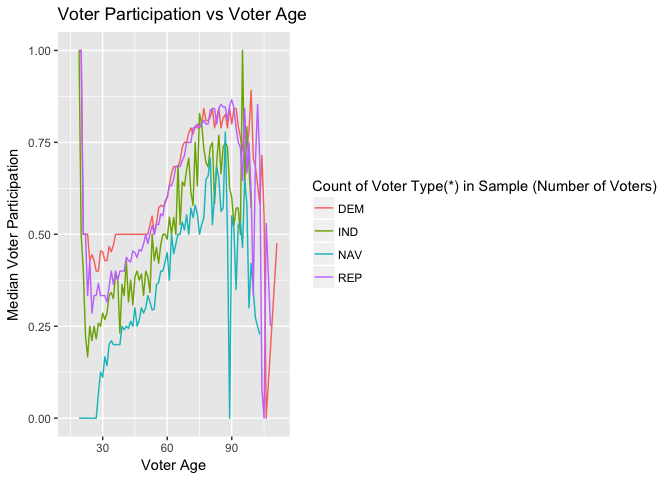 Voter Participation vs Voter Age
1.00
0.75
0.50
0.25
0.00
Median Voter Participation
30 60 90
Voter Age
Count of Voter Type(*) in Sample (Number of Voters)
DEM
IND
NAV
REP